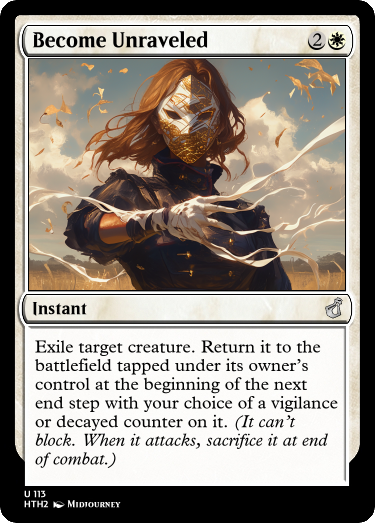 Become Unraveled 2
Instant
Exile target creature. Return it to the
battlefield tapped under its owner's
control at the beginning of the next
end step with your choice of a vigilance
or decayed counter on it. (It can't
block. When it attacks, sacrifice it at end
of combat.)
U 113
HTH2 Midjourney